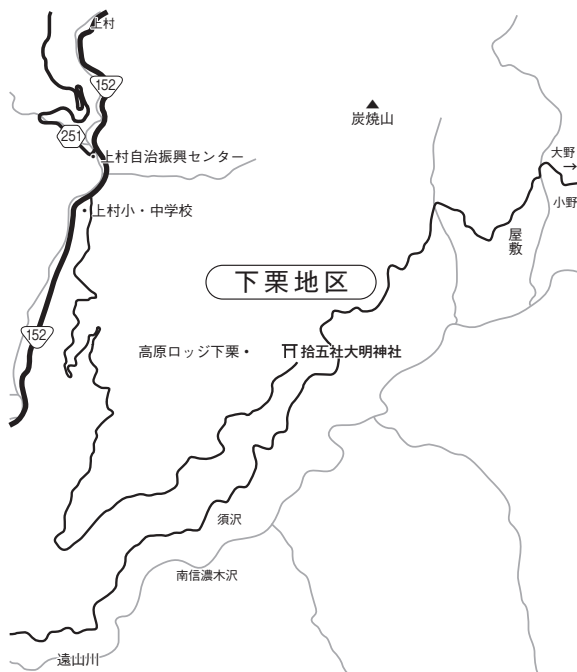 上村
152
251
上村自治振興センター
上村小・中学校
炭焼山
大野
→
小野
屋敷
下栗地区
152
高原ロッジ下栗
拾五社大明神社
須沢
南信濃木沢
遠山川